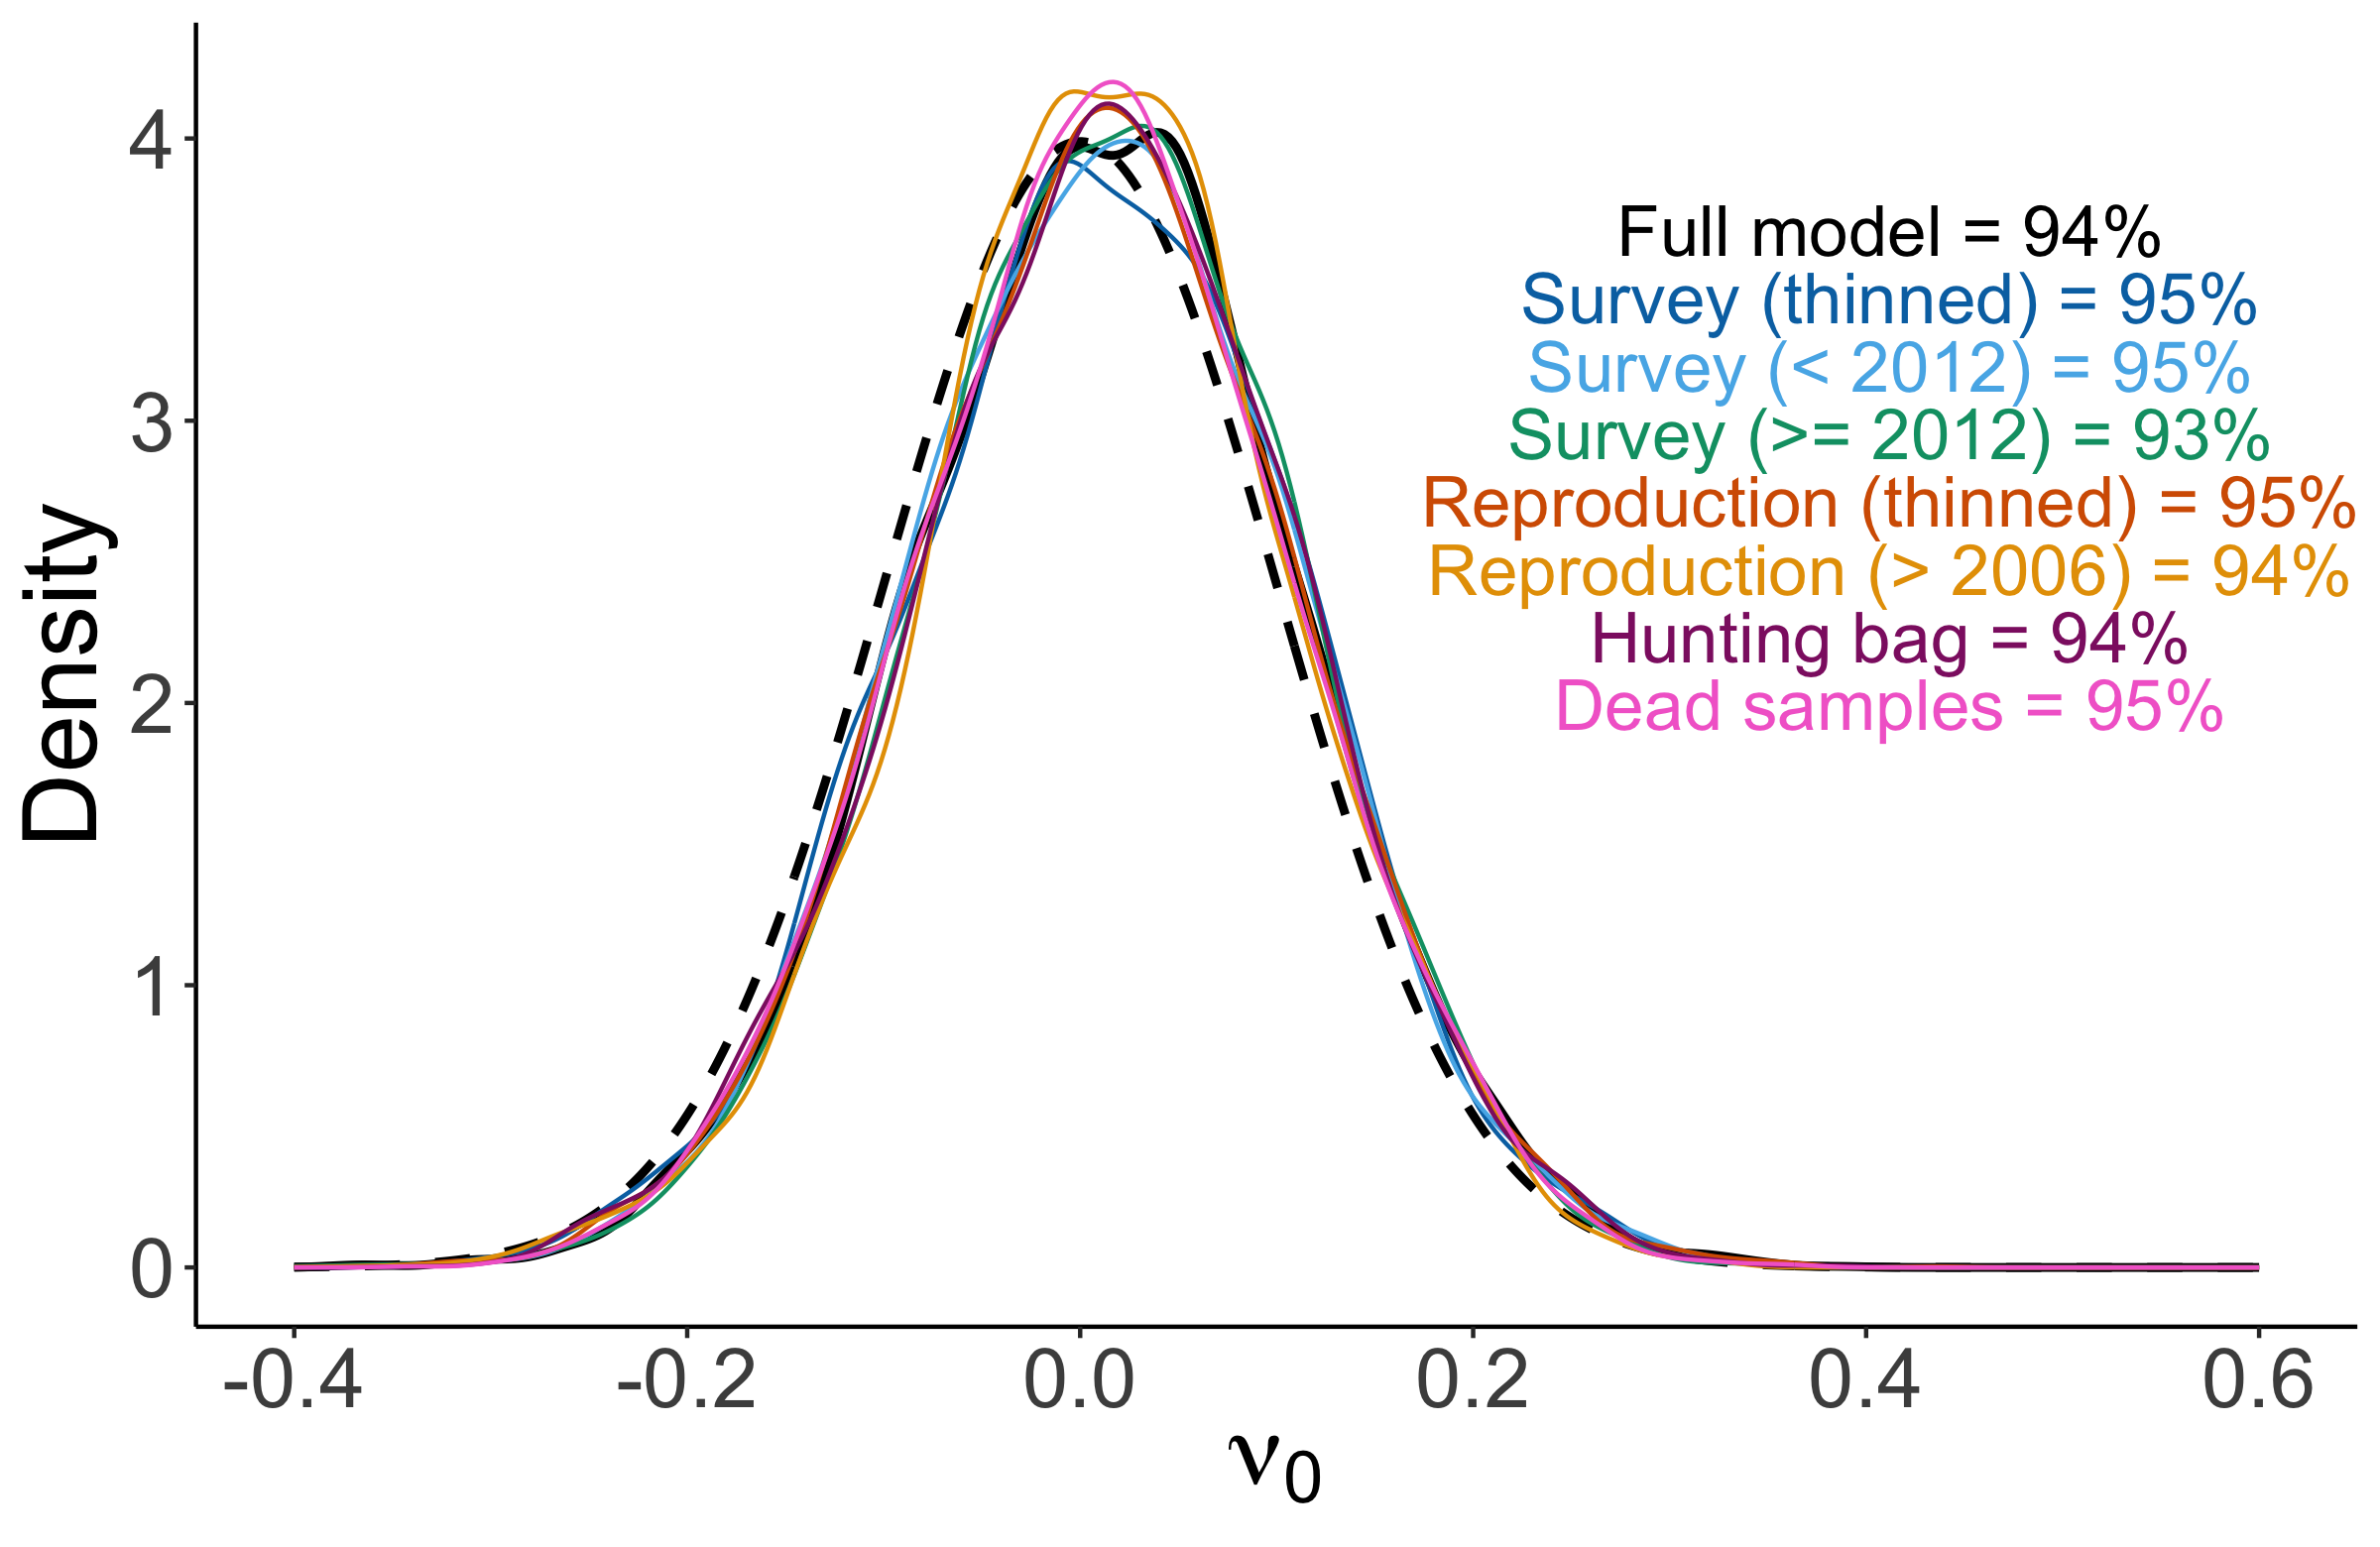 4
3
2
1
0
Density
-0.4 -0.2 0.0 0.2 0.4 0.6
ν0
Full model = 94%
Survey (thinned) = 95%
Survey (< 2012) = 95%
Survey (>= 2012) = 93%
Reproduction (thinned) = 95%
Reproduction (> 2006) = 94%
Hunting bag = 94%
Dead samples = 95%